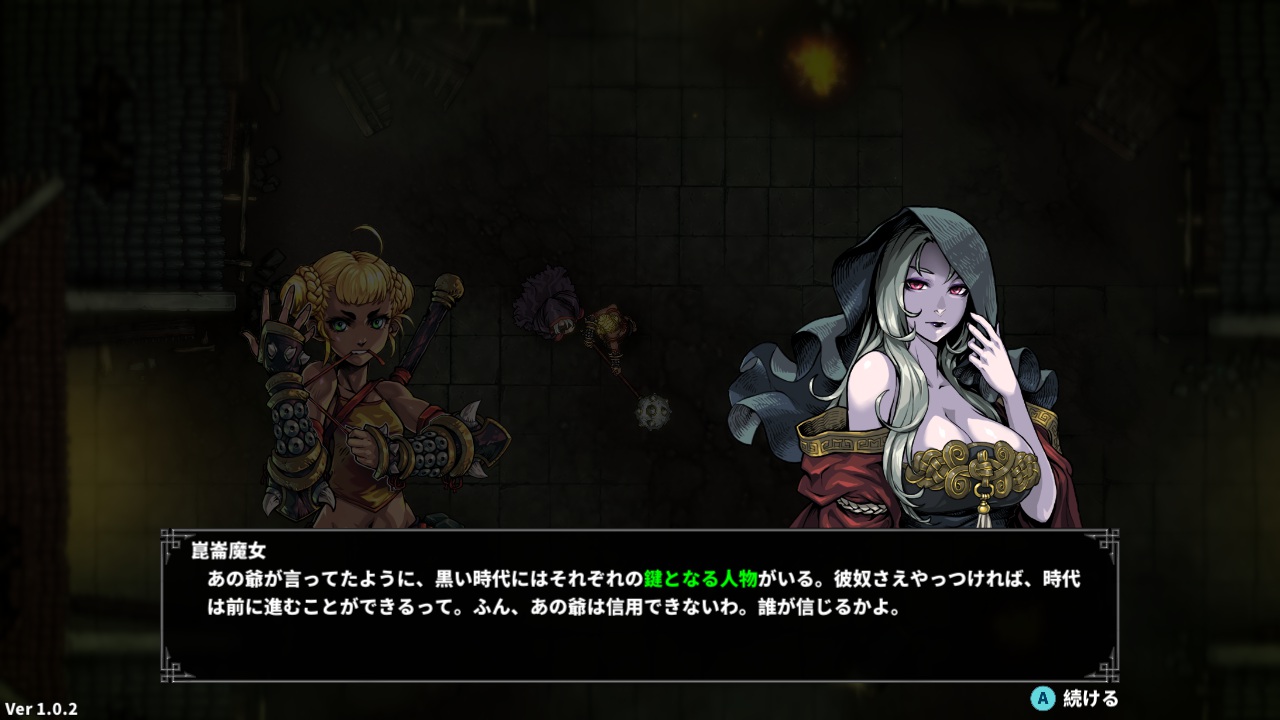 崑崙魔女
あの爺が言ってたように、黒い時代にはそれぞれの鍵となる人物がいる。彼奴さえやっつければ、時代
は前に進むことができるって。ふん、あの爺は信用できないわ。誰が信じるかよ。
A 続ける
Ver 1.0.2